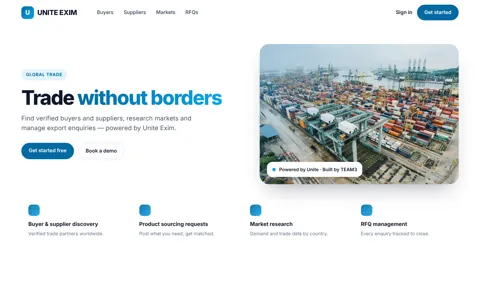 U UNITE EXIM
Buyers
Suppliers
Markets
RFQs
Sign in
Get started
GLOBAL TRADE
Trade without borders
Find verified buyers and suppliers, research markets and
manage export enquiries — powered by Unite Exim.
Get started free
Book a demo
Powered by Unite · Built by TEAM3
Buyer & supplier discovery
Verified trade partners worldwide.
Product sourcing requests
Post what you need, get matched.
Market research
Demand and trade data by country.
RFQ management
Every enquiry tracked to close.